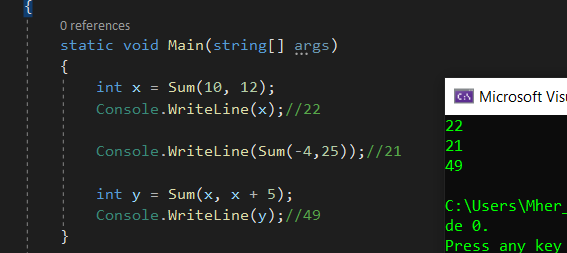 {
0 references
static void Main(string[] args)
{
int x = Sum(10, 12);
Console.WriteLine(x);//22
Console.WriteLine(Sum(-4,25));//21
int y = Sum(x, x + 5);
Console.WriteLine(y);//49
}
Microsoft Visu
22
21
49
C:\Users\Mher_
de 0.
Press any key